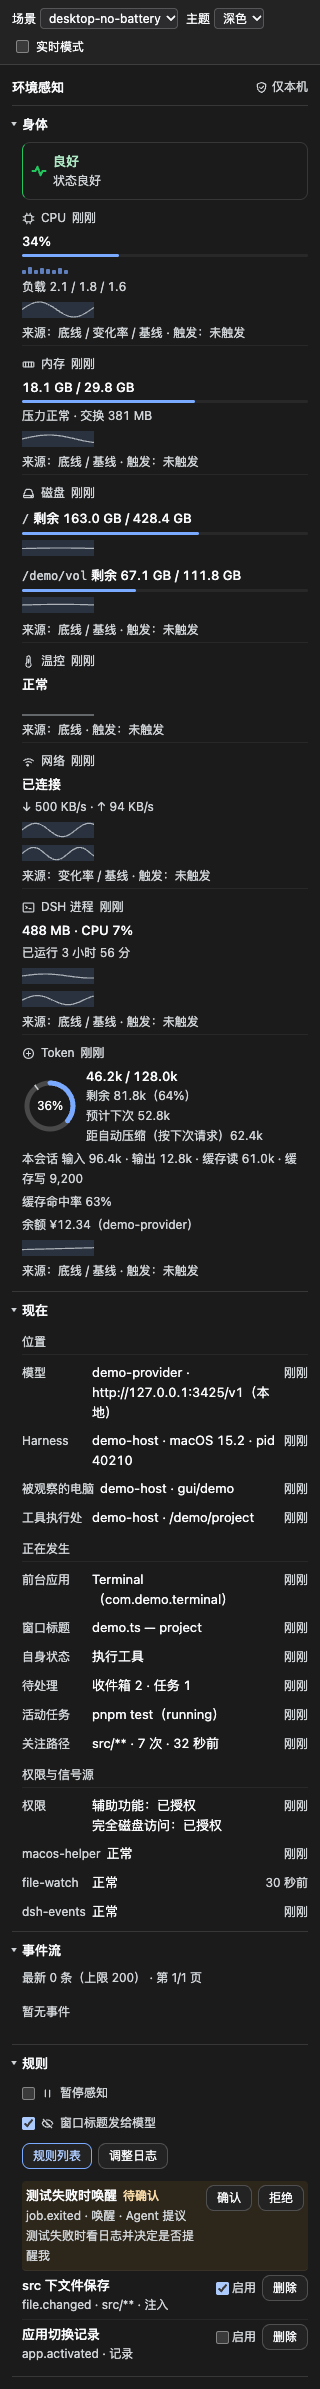 场景 desktop-no-battery 主题 深色
实时模式
环境感知 仅本机
身体
良好
状态良好
CPU 刚刚
34%
负载 2.1 / 1.8 / 1.6
来源：底线 / 变化率 / 基线 · 触发：未触发
内存 刚刚
18.1 GB / 29.8 GB
压力正常 · 交换 381 MB
来源：底线 / 基线 · 触发：未触发
磁盘 刚刚
/ 剩余 163.0 GB / 428.4 GB
/demo/vol 剩余 67.1 GB / 111.8 GB
来源：底线 / 基线 · 触发：未触发
温控 刚刚
正常
来源：底线 · 触发：未触发
网络 刚刚
已连接
↓ 500 KB/s · ↑ 94 KB/s
来源：变化率 / 基线 · 触发：未触发
DSH 进程 刚刚
488 MB · CPU 7%
已运行 3 小时 56 分
来源：底线 / 基线 · 触发：未触发
Token 刚刚
36%
46.2k / 128.0k
剩余 81.8k（64%）
预计下次 52.8k
距自动压缩（按下次请求）62.4k
本会话 输入 96.4k · 输出 12.8k · 缓存读 61.0k · 缓
存写 9,200
缓存命中率 63%
余额 ¥12.34（demo-provider）
来源：底线 / 基线 · 触发：未触发
现在
位置
模型 demo-provider · 刚刚
http://127.0.0.1:3425/v1（本
地）
Harness demo-host · macOS 15.2 · pid 刚刚
40210
被观察的电脑 demo-host · gui/demo 刚刚
工具执行处 demo-host · /demo/project 刚刚
正在发生
前台应用 Terminal 刚刚
（com.demo.terminal）
窗口标题 demo.ts — project 刚刚
自身状态 执行工具 刚刚
待处理 收件箱 2 · 任务 1 刚刚
活动任务 pnpm test（running） 刚刚
关注路径 src/** · 7 次 · 32 秒前 刚刚
权限与信号源
权限 辅助功能：已授权 刚刚
完全磁盘访问：已授权
macos-helper 正常 刚刚
file-watch 正常 30 秒前
dsh-events 正常 刚刚
事件流
最新 0 条（上限 200） · 第 1/1 页
暂无事件
规则
暂停感知
窗口标题发给模型
规则列表 调整日志
测试失败时唤醒 待确认 确认 拒绝
job.exited · 唤醒 · Agent 提议
测试失败时看日志并决定是否提
醒我
src 下文件保存 启用 删除
file.changed · src/** · 注入
应用切换记录 启用 删除
app.activated · 记录